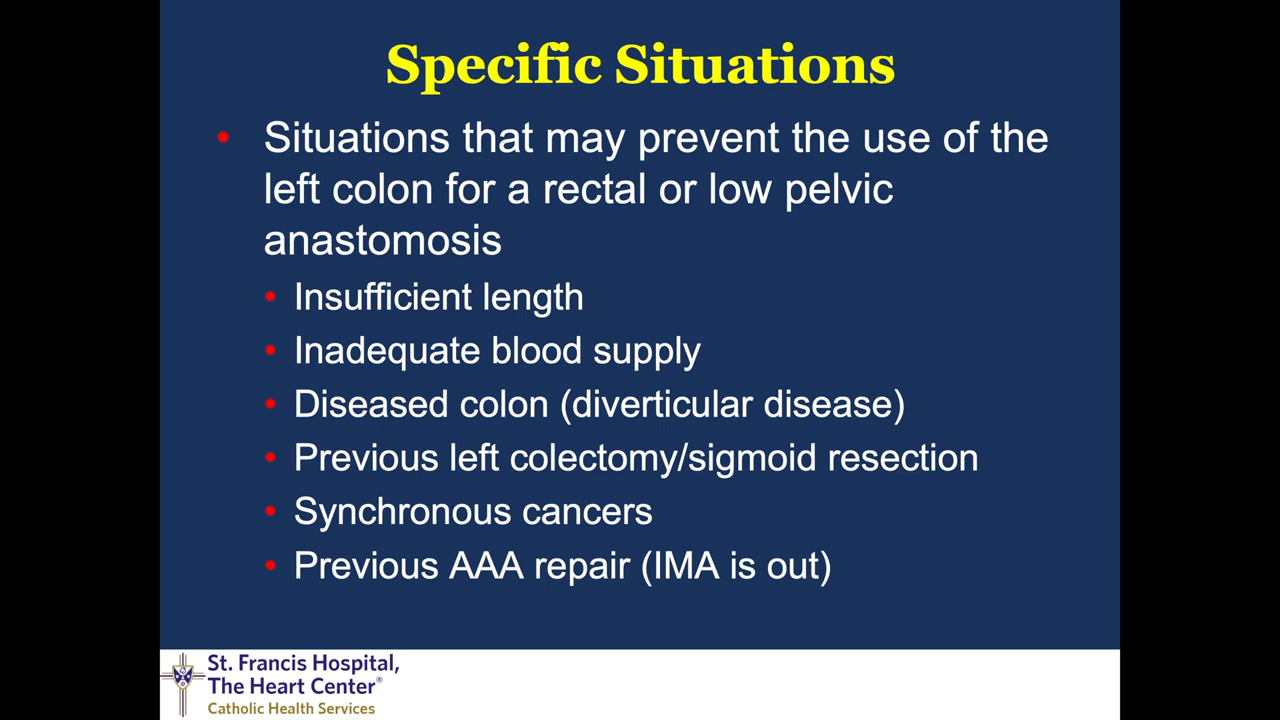 Specific Situations
• Situations that may prevent the use of the
left colon for a rectal or low pelvic
anastomosis
• Insufficient length
• Inadequate blood supply
• Diseased colon (diverticular disease)
• Previous left colectomy/sigmoid resection
• Synchronous cancers
• Previous AAA repair (IMA is out)
St. Francis Hospital,
The Heart Center®
Catholic Health Services